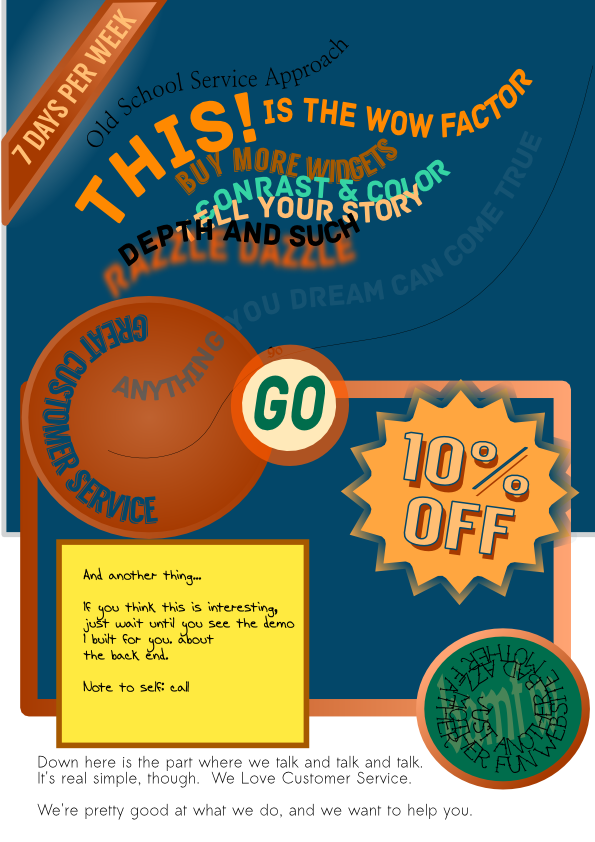 7 DAYS PER WEEK
Old School Service Approach
THIS! IS THE WOW FACTOR
BUY MORE WIDGETS
CONRAST & COLOR
TELL YOUR STORY
DEPTH AND SUCH
RAZZLE DAZZLE
ANYTHING YOU DREAM CAN COME TRUE
GREAT CUSTOMER SERVICE
GO
GO
10%
OFF
And another thing...
If you think this is interesting,
just wait until you see the demo
I built for you. about
the back end.
Note to self: call
JUST ANOTHER
FUN WEBSITE
Down here is the part where we talk and talk and talk.
It's real simple, though. We Love Customer Service.
We're pretty good at what we do, and we want to help you.